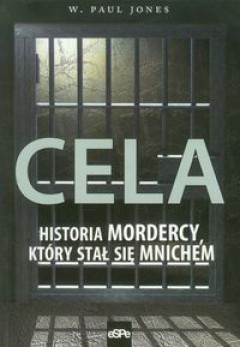 W. PAUL JONES
CELA
HISTORIA MORDERCY,
KTÓRY STAŁ SIĘ MNICHEM
eSPe